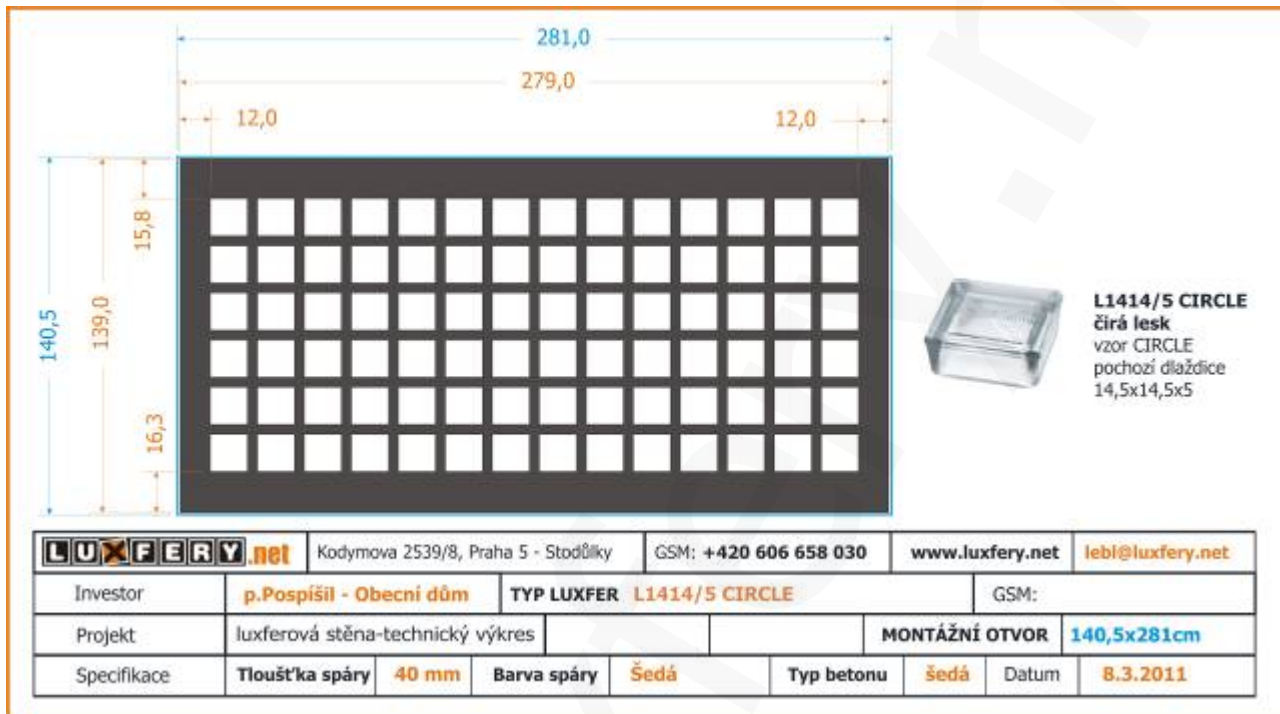 281,0
279,0
12,0
12,0
15,8
140,5
139,0
16,3
L1414/5 CIRCLE
čirá lesk
vzor CIRCLE
pochozí dlaždice
14,5x14,5x5
LUXFERY.net
Kodymova 2539/8, Praha 5 - Stodůlky
GSM: +420 606 658 030
www.luxfery.net
lebl@luxfery.net
Investor
p.Pospíšil - Obecní dům
TYP LUXFER L1414/5 CIRCLE
GSM:
Projekt
luxferová stěna-technický výkres
MONTÁŽNÍ OTVOR
140,5x281cm
Specifikace
Tloušťka spáry
40 mm
Barva spáry
Šedá
Typ betonu
šedá
Datum
8.3.2011